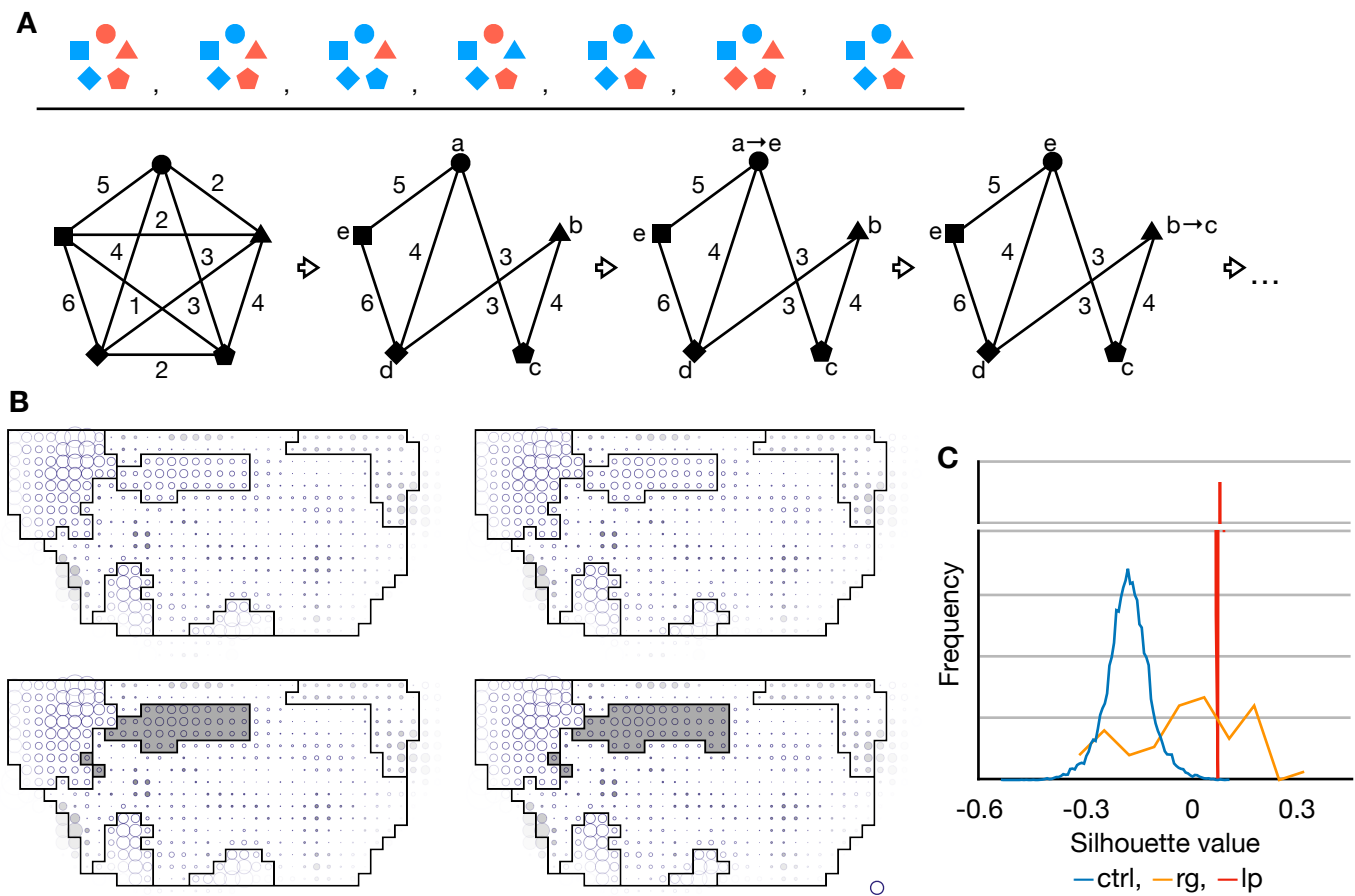 A
, , , , , ,
a a→e e
5 2 5 5 5
2
e b e b e b→c
4 3 4 3 4 3 4 3
6 1 3 4 6 3 4 6 3 4 6 3 4
...
2 d c d c d c
B
C
Frequency
-0.6 -0.3 0 0.3
Silhouette value
ctrl, rg, lp